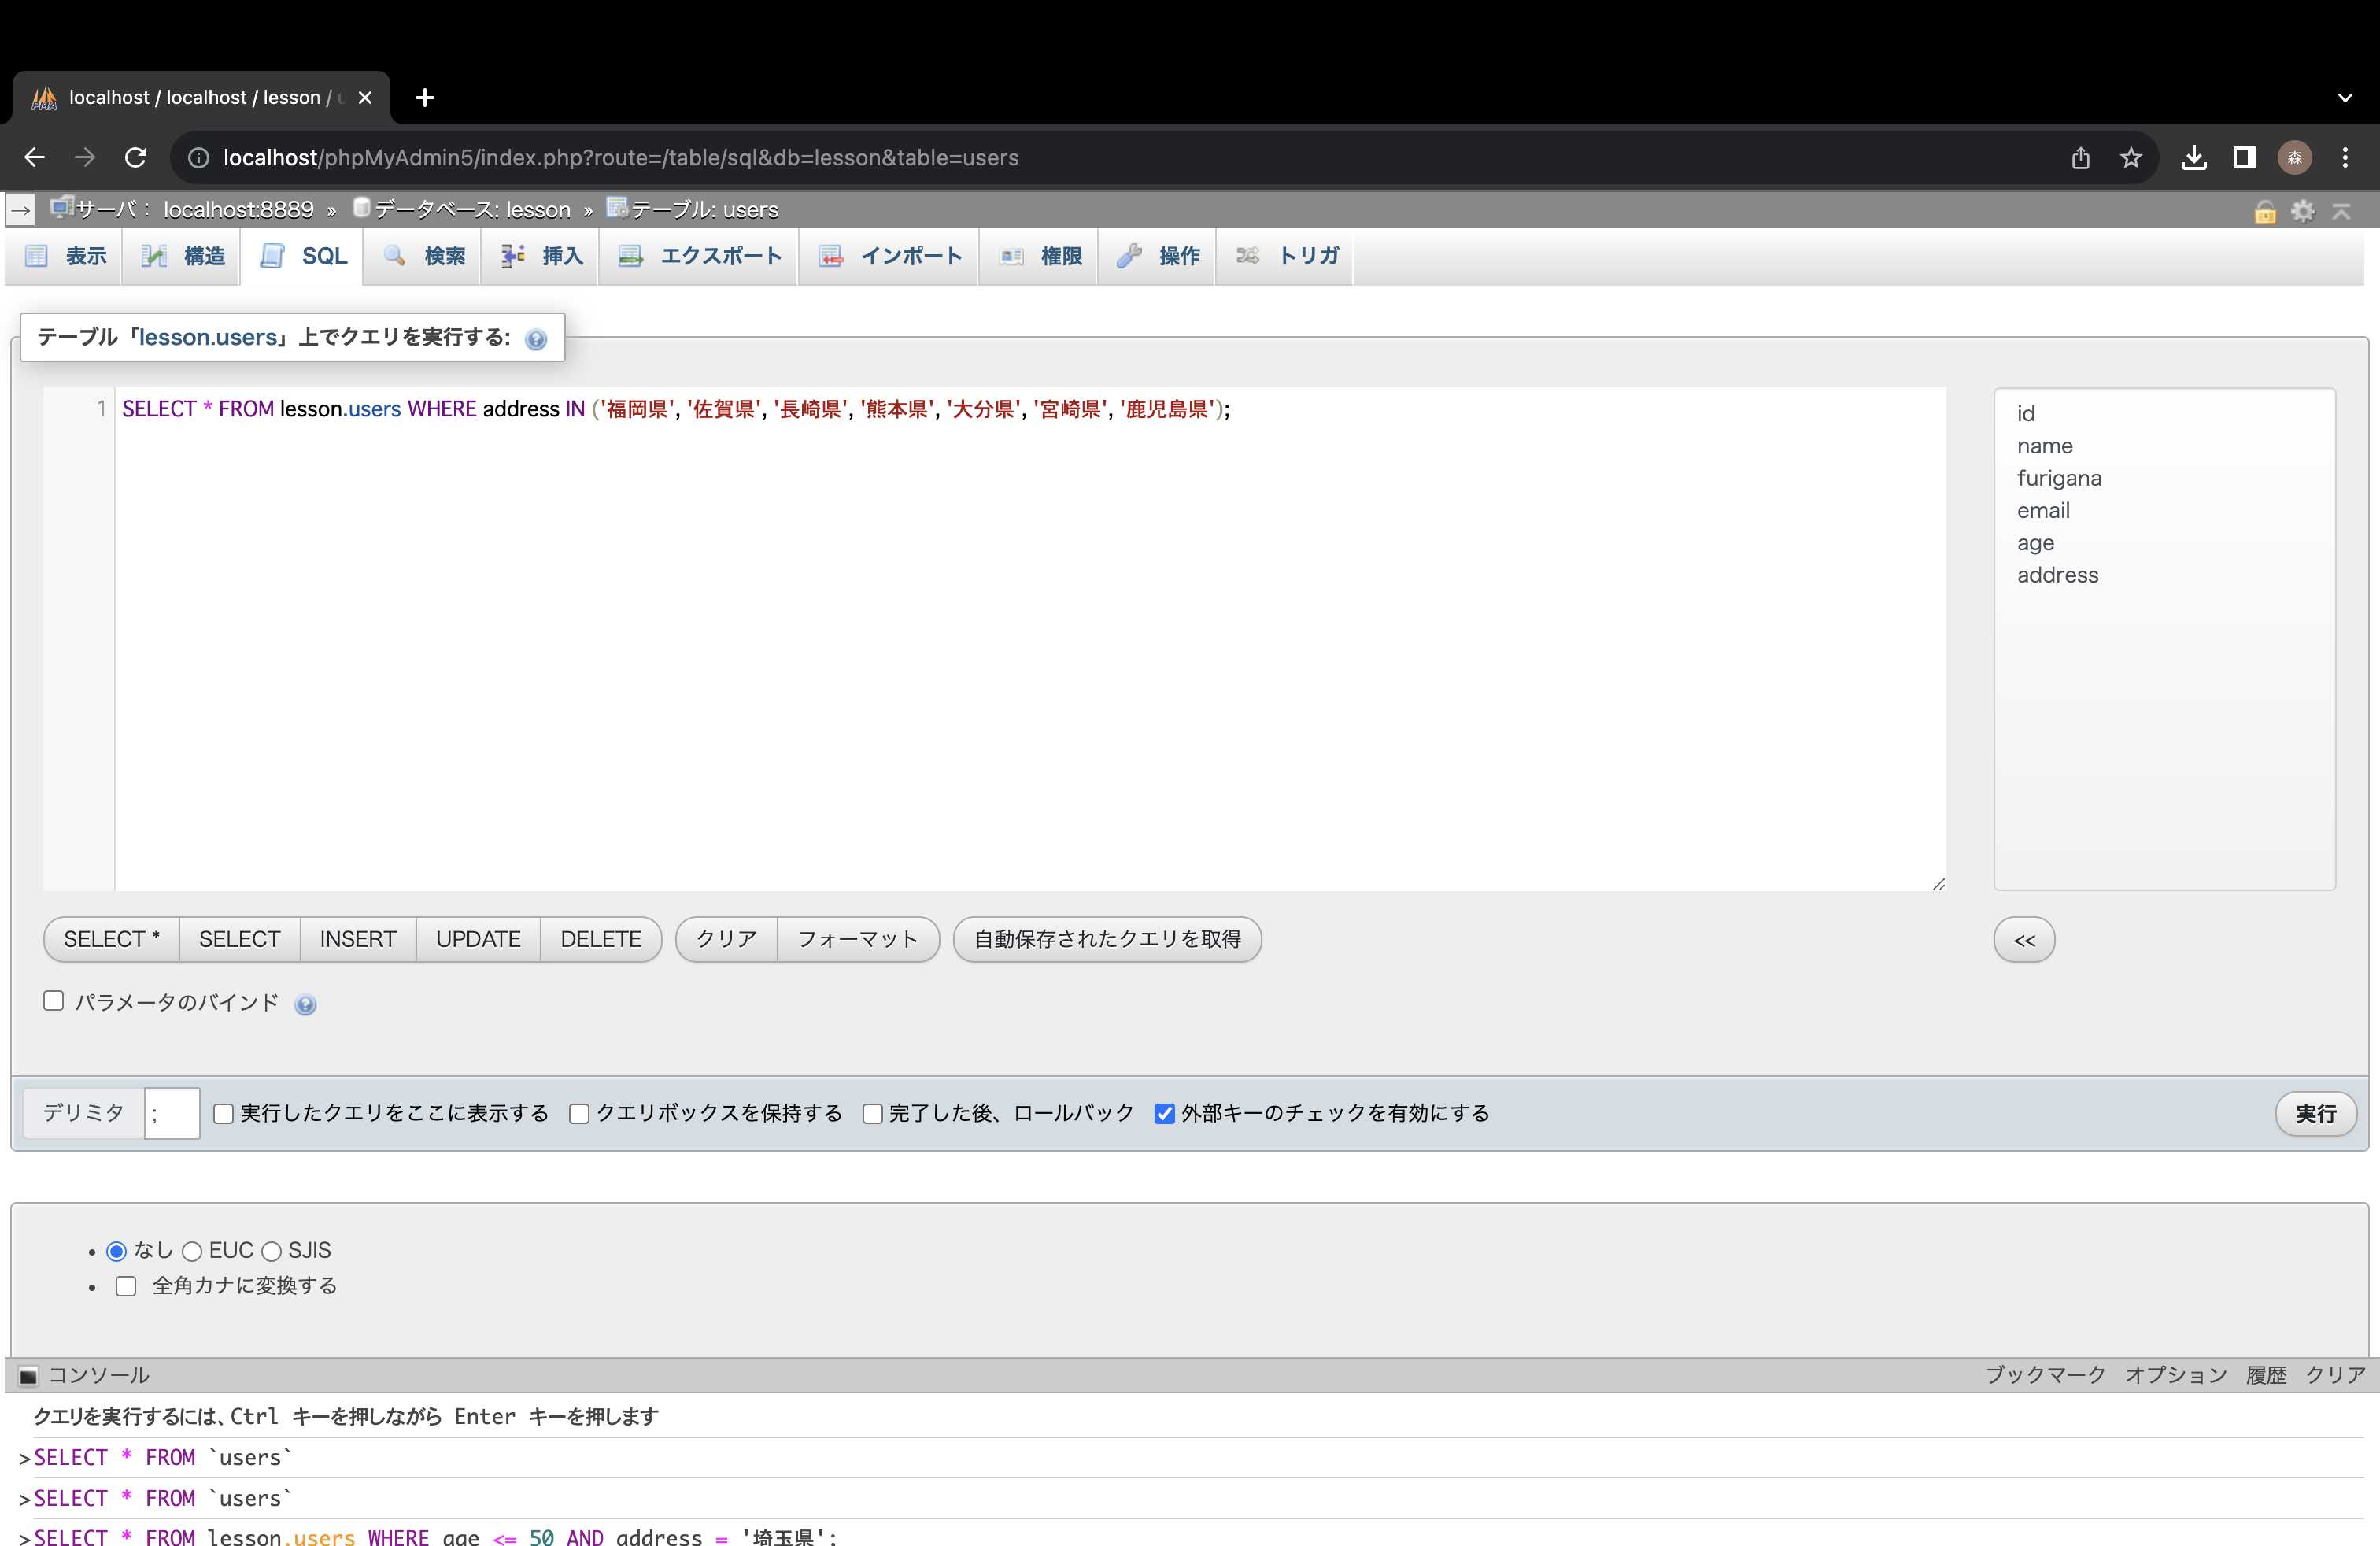 localhost / localhost / lesson /
localhost/phpMyAdmin5/index.php?route=/table/sql&db=lesson&table=users
森
サーバ: localhost:8889 » データベース: lesson » テーブル: users
表示 構造 SQL 検索 挿入 エクスポート インポート 権限 操作 トリガ
テーブル「lesson.users」上でクエリを実行する:
1 SELECT * FROM lesson.users WHERE address IN ('福岡県', '佐賀県', '長崎県', '熊本県', '大分県', '宮崎県', '鹿児島県');
id
name
furigana
email
age
address
SELECT * SELECT INSERT UPDATE DELETE クリア フォーマット 自動保存されたクエリを取得 <<
パラメータのバインド
デリミタ ; 実行したクエリをここに表示する クエリボックスを保持する 完了した後、ロールバック 外部キーのチェックを有効にする 実行
• なし EUC SJIS
• 全角カナに変換する
コンソール ブックマーク オプション 履歴 クリア
クエリを実行するには、Ctrl キーを押しながら Enter キーを押します
>SELECT * FROM `users`
>SELECT * FROM `users`
>SELECT * FROM lesson.users WHERE age <= 50 AND address = '埼玉県';